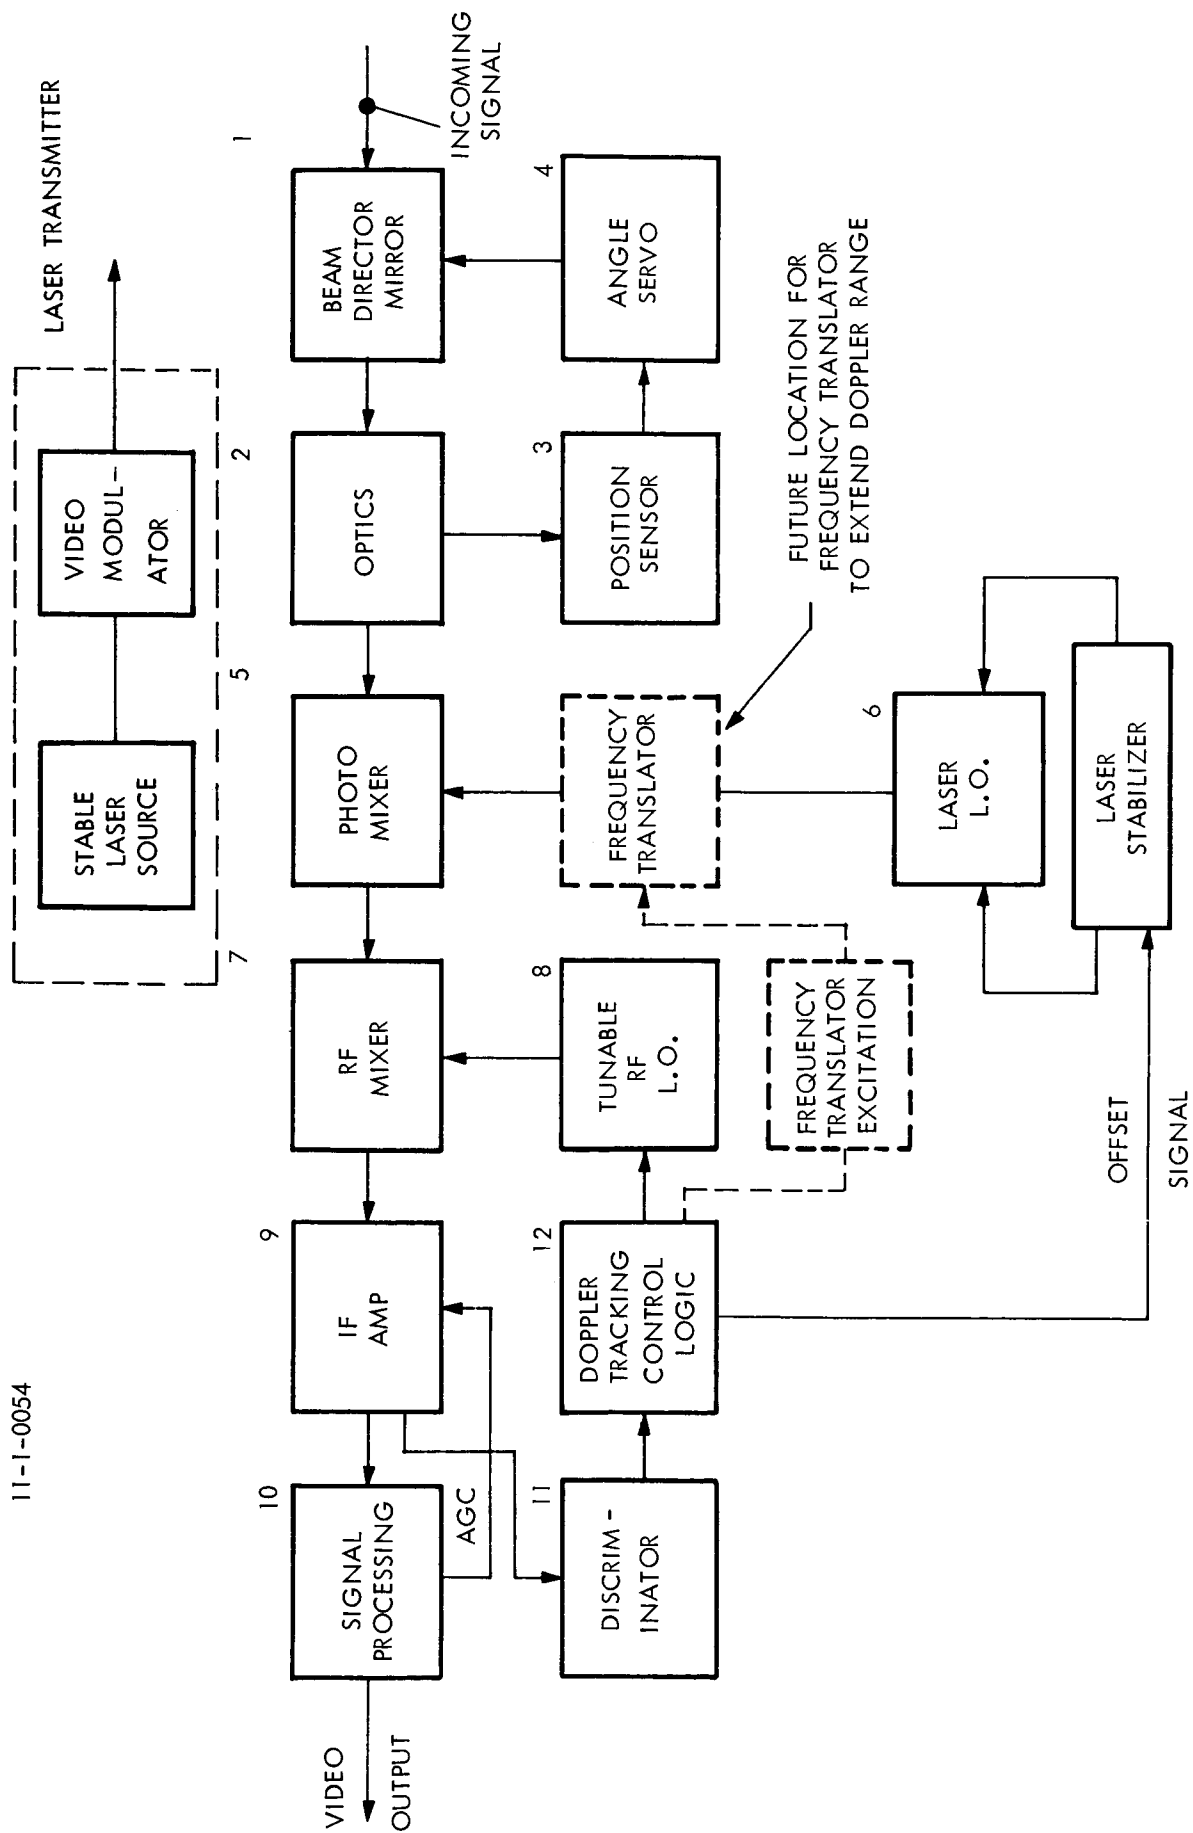 11-1-0054
LASER TRANSMITTER
STABLE
LASER
SOURCE
VIDEO
MODUL-
ATOR
VIDEO
OUTPUT
10
SIGNAL
PROCESSING
AGC
9
IF
AMP
7
RF
MIXER
5
PHOTO
MIXER
2
OPTICS
1
BEAM
DIRECTOR
MIRROR
INCOMING
SIGNAL
11
DISCRIM-
INATOR
12
DOPPLER
TRACKING
CONTROL
LOGIC
8
TUNABLE
RF
L.O.
FREQUENCY
TRANSLATOR
3
POSITION
SENSOR
4
ANGLE
SERVO
FREQUENCY
TRANSLATOR
EXCITATION
FUTURE LOCATION FOR
FREQUENCY TRANSLATOR
TO EXTEND DOPPLER RANGE
6
LASER
L.O.
OFFSET
SIGNAL
LASER
STABILIZER